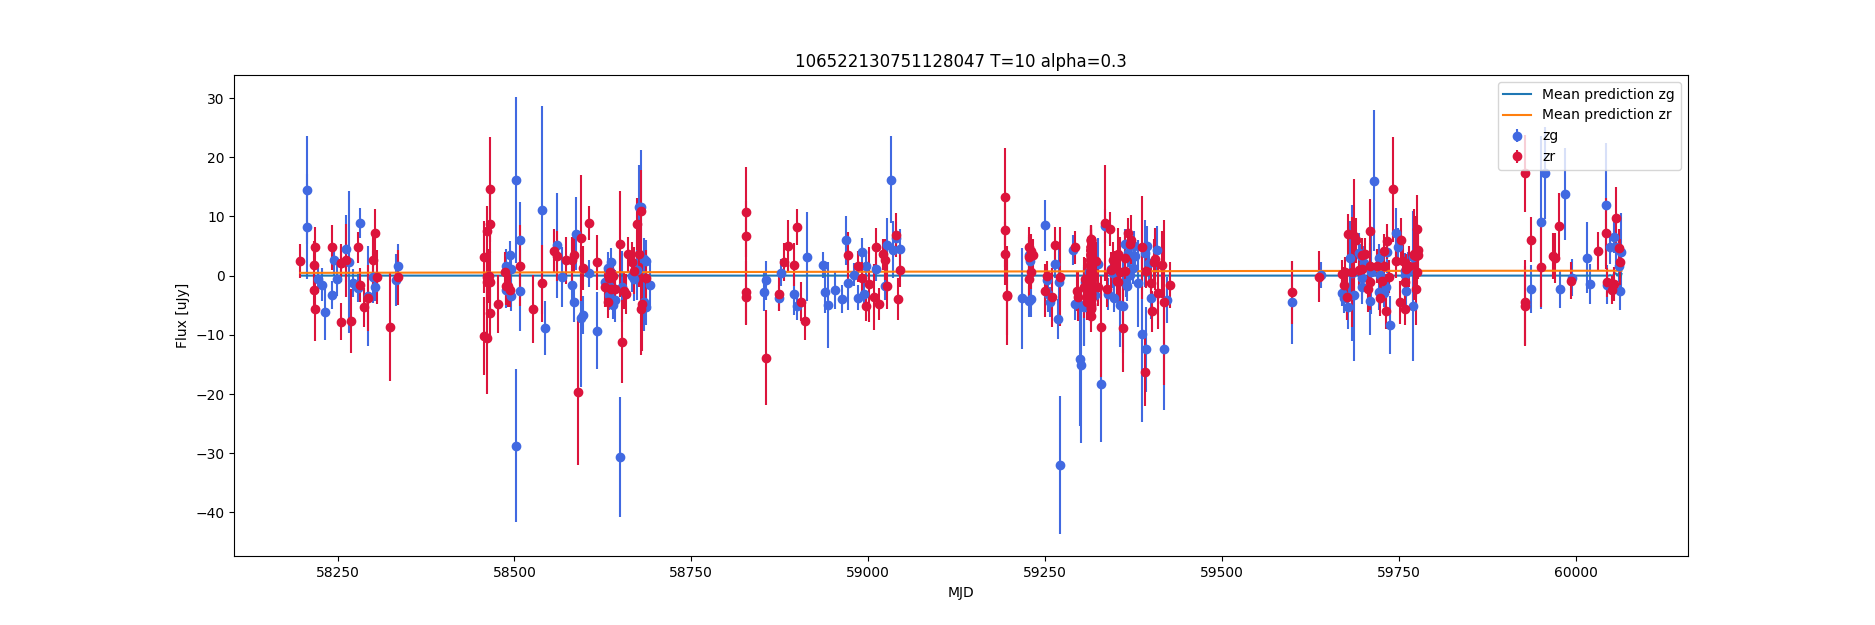 106522130751128047 T=10 alpha=0.3
Flux [uJy]
30
20
10
0
−10
−20
−30
−40
Mean prediction zg
Mean prediction zr
zg
zr
58250 58500 58750 59000 59250 59500 59750 60000
MJD